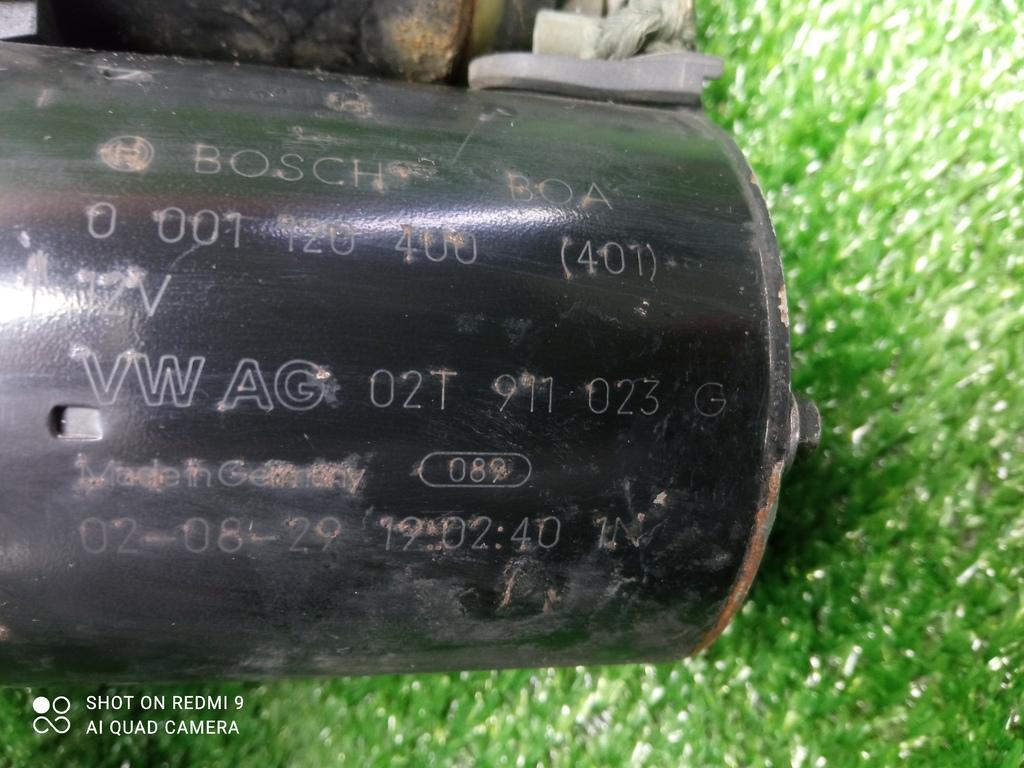 BOSCH BOA
0 001 120 400 (401)
12V
VW AG 02T 911 023 G
Made in Germany 089
02-08-29 19:02:40 1N
SHOT ON REDMI 9
AI QUAD CAMERA